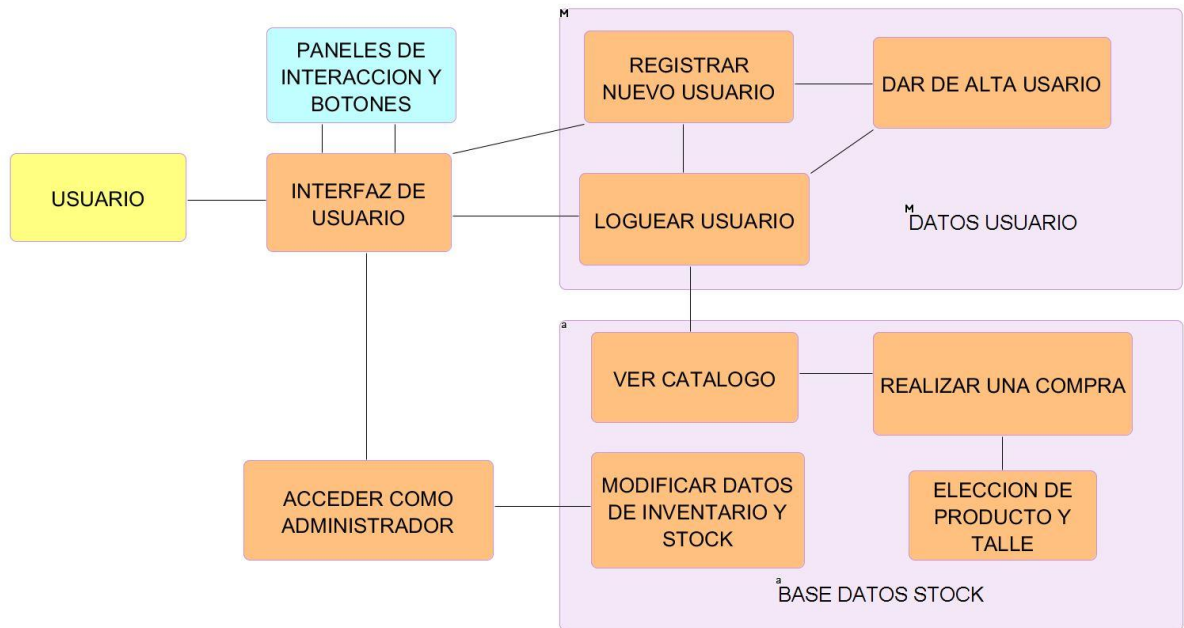 PANELES DE
INTERACCION Y
BOTONES
USUARIO
INTERFAZ DE
USUARIO
M
REGISTRAR
NUEVO USUARIO
DAR DE ALTA USARIO
LOGUEAR USUARIO
M
DATOS USUARIO
a
VER CATALOGO
REALIZAR UNA COMPRA
ACCEDER COMO
ADMINISTRADOR
MODIFICAR DATOS
DE INVENTARIO Y
STOCK
ELECCION DE
PRODUCTO Y
TALLE
a
BASE DATOS STOCK